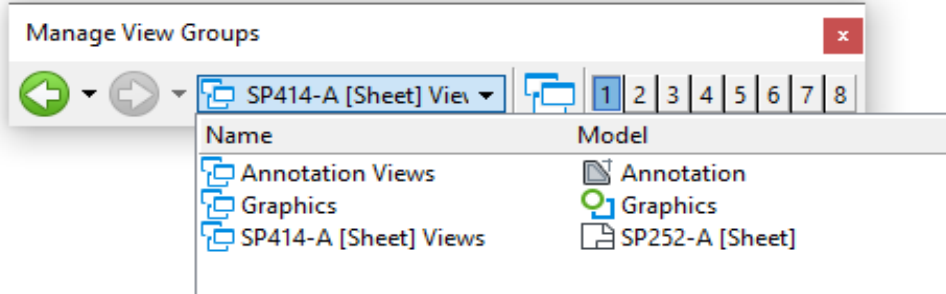 Manage View Groups
x
SP414-A [Sheet] Viev 1 2 3 4 5 6 7 8
Name Model
Annotation Views Annotation
Graphics Graphics
SP414-A [Sheet] Views SP252-A [Sheet]